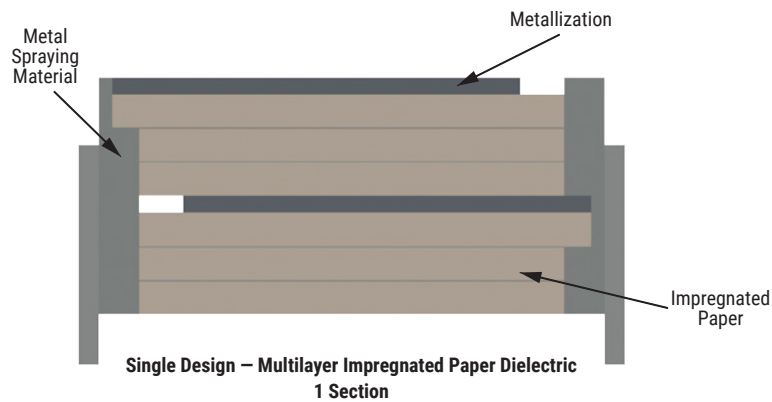 Metallization
Metal
Spraying
Material
Impregnated
Paper
Single Design — Multilayer Impregnated Paper Dielectric
1 Section